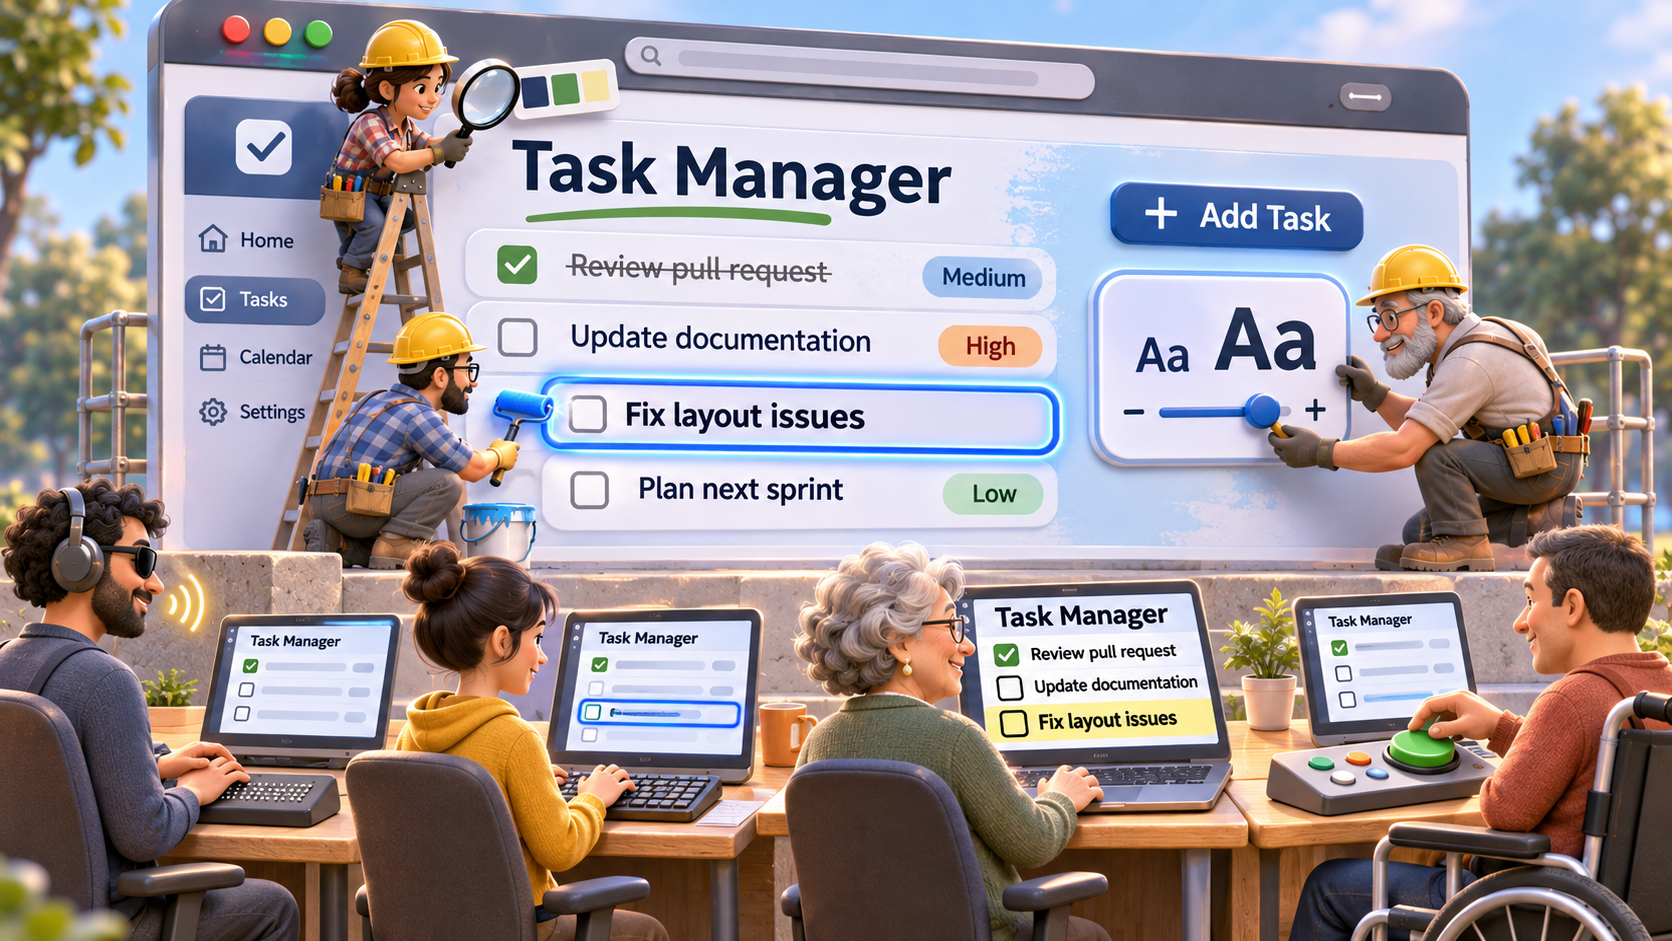 Task Manager
+ Add Task
Home
Tasks
Calendar
Settings
Review pull request
Medium
Update documentation
High
Fix layout issues
Plan next sprint
Low
Aa Aa
- +
Task Manager
Task Manager
Task Manager
Review pull request
Update documentation
Fix layout issues
Task Manager